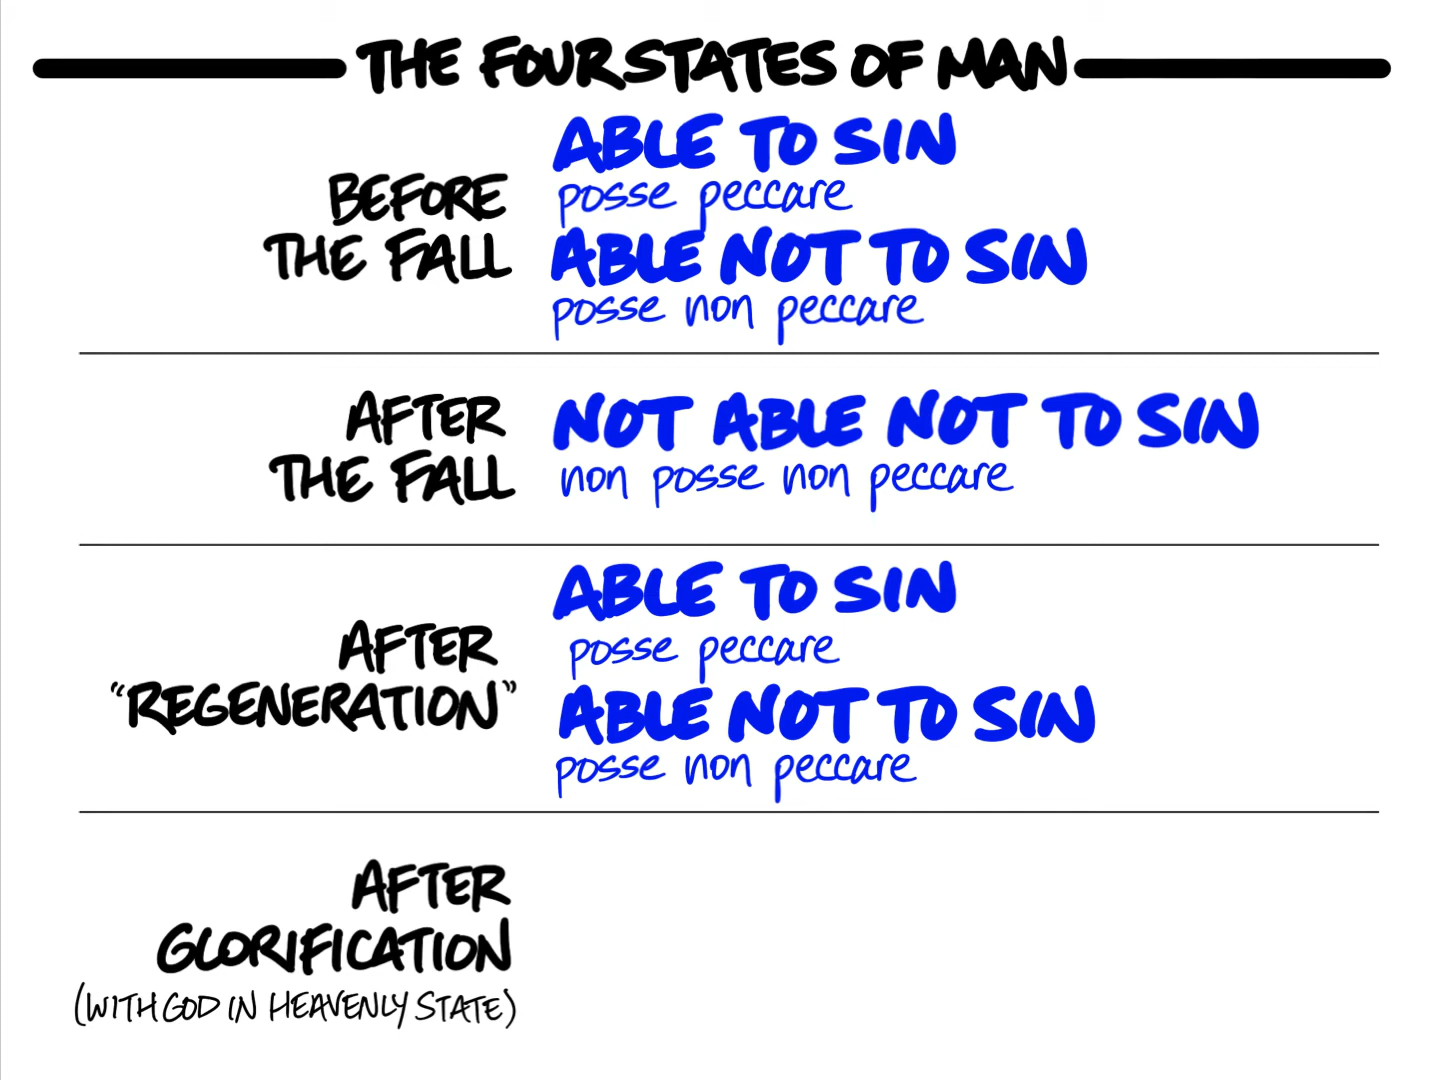 THE FOUR STATES OF MAN
BEFORE
THE FALL
ABLE TO SIN
posse peccare
ABLE NOT TO SIN
posse non peccare
AFTER
THE FALL
NOT ABLE NOT TO SIN
non posse non peccare
AFTER
"REGENERATION"
ABLE TO SIN
posse peccare
ABLE NOT TO SIN
posse non peccare
AFTER
GLORIFICATION
(WITH GOD IN HEAVENLY STATE)